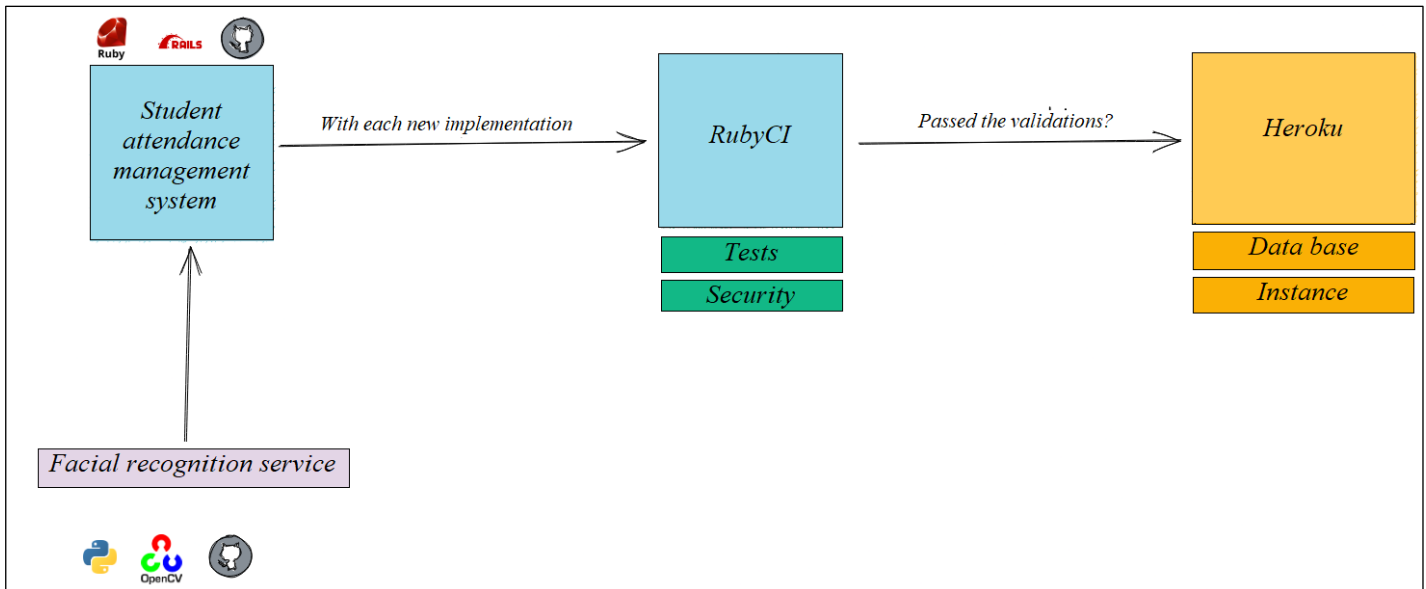 Ruby
RAILS
Student
attendance
management
system
With each new implementation
RubyCI
Passed the validations?
Heroku
Tests
Security
Data base
Instance
Facial recognition service
OpenCV